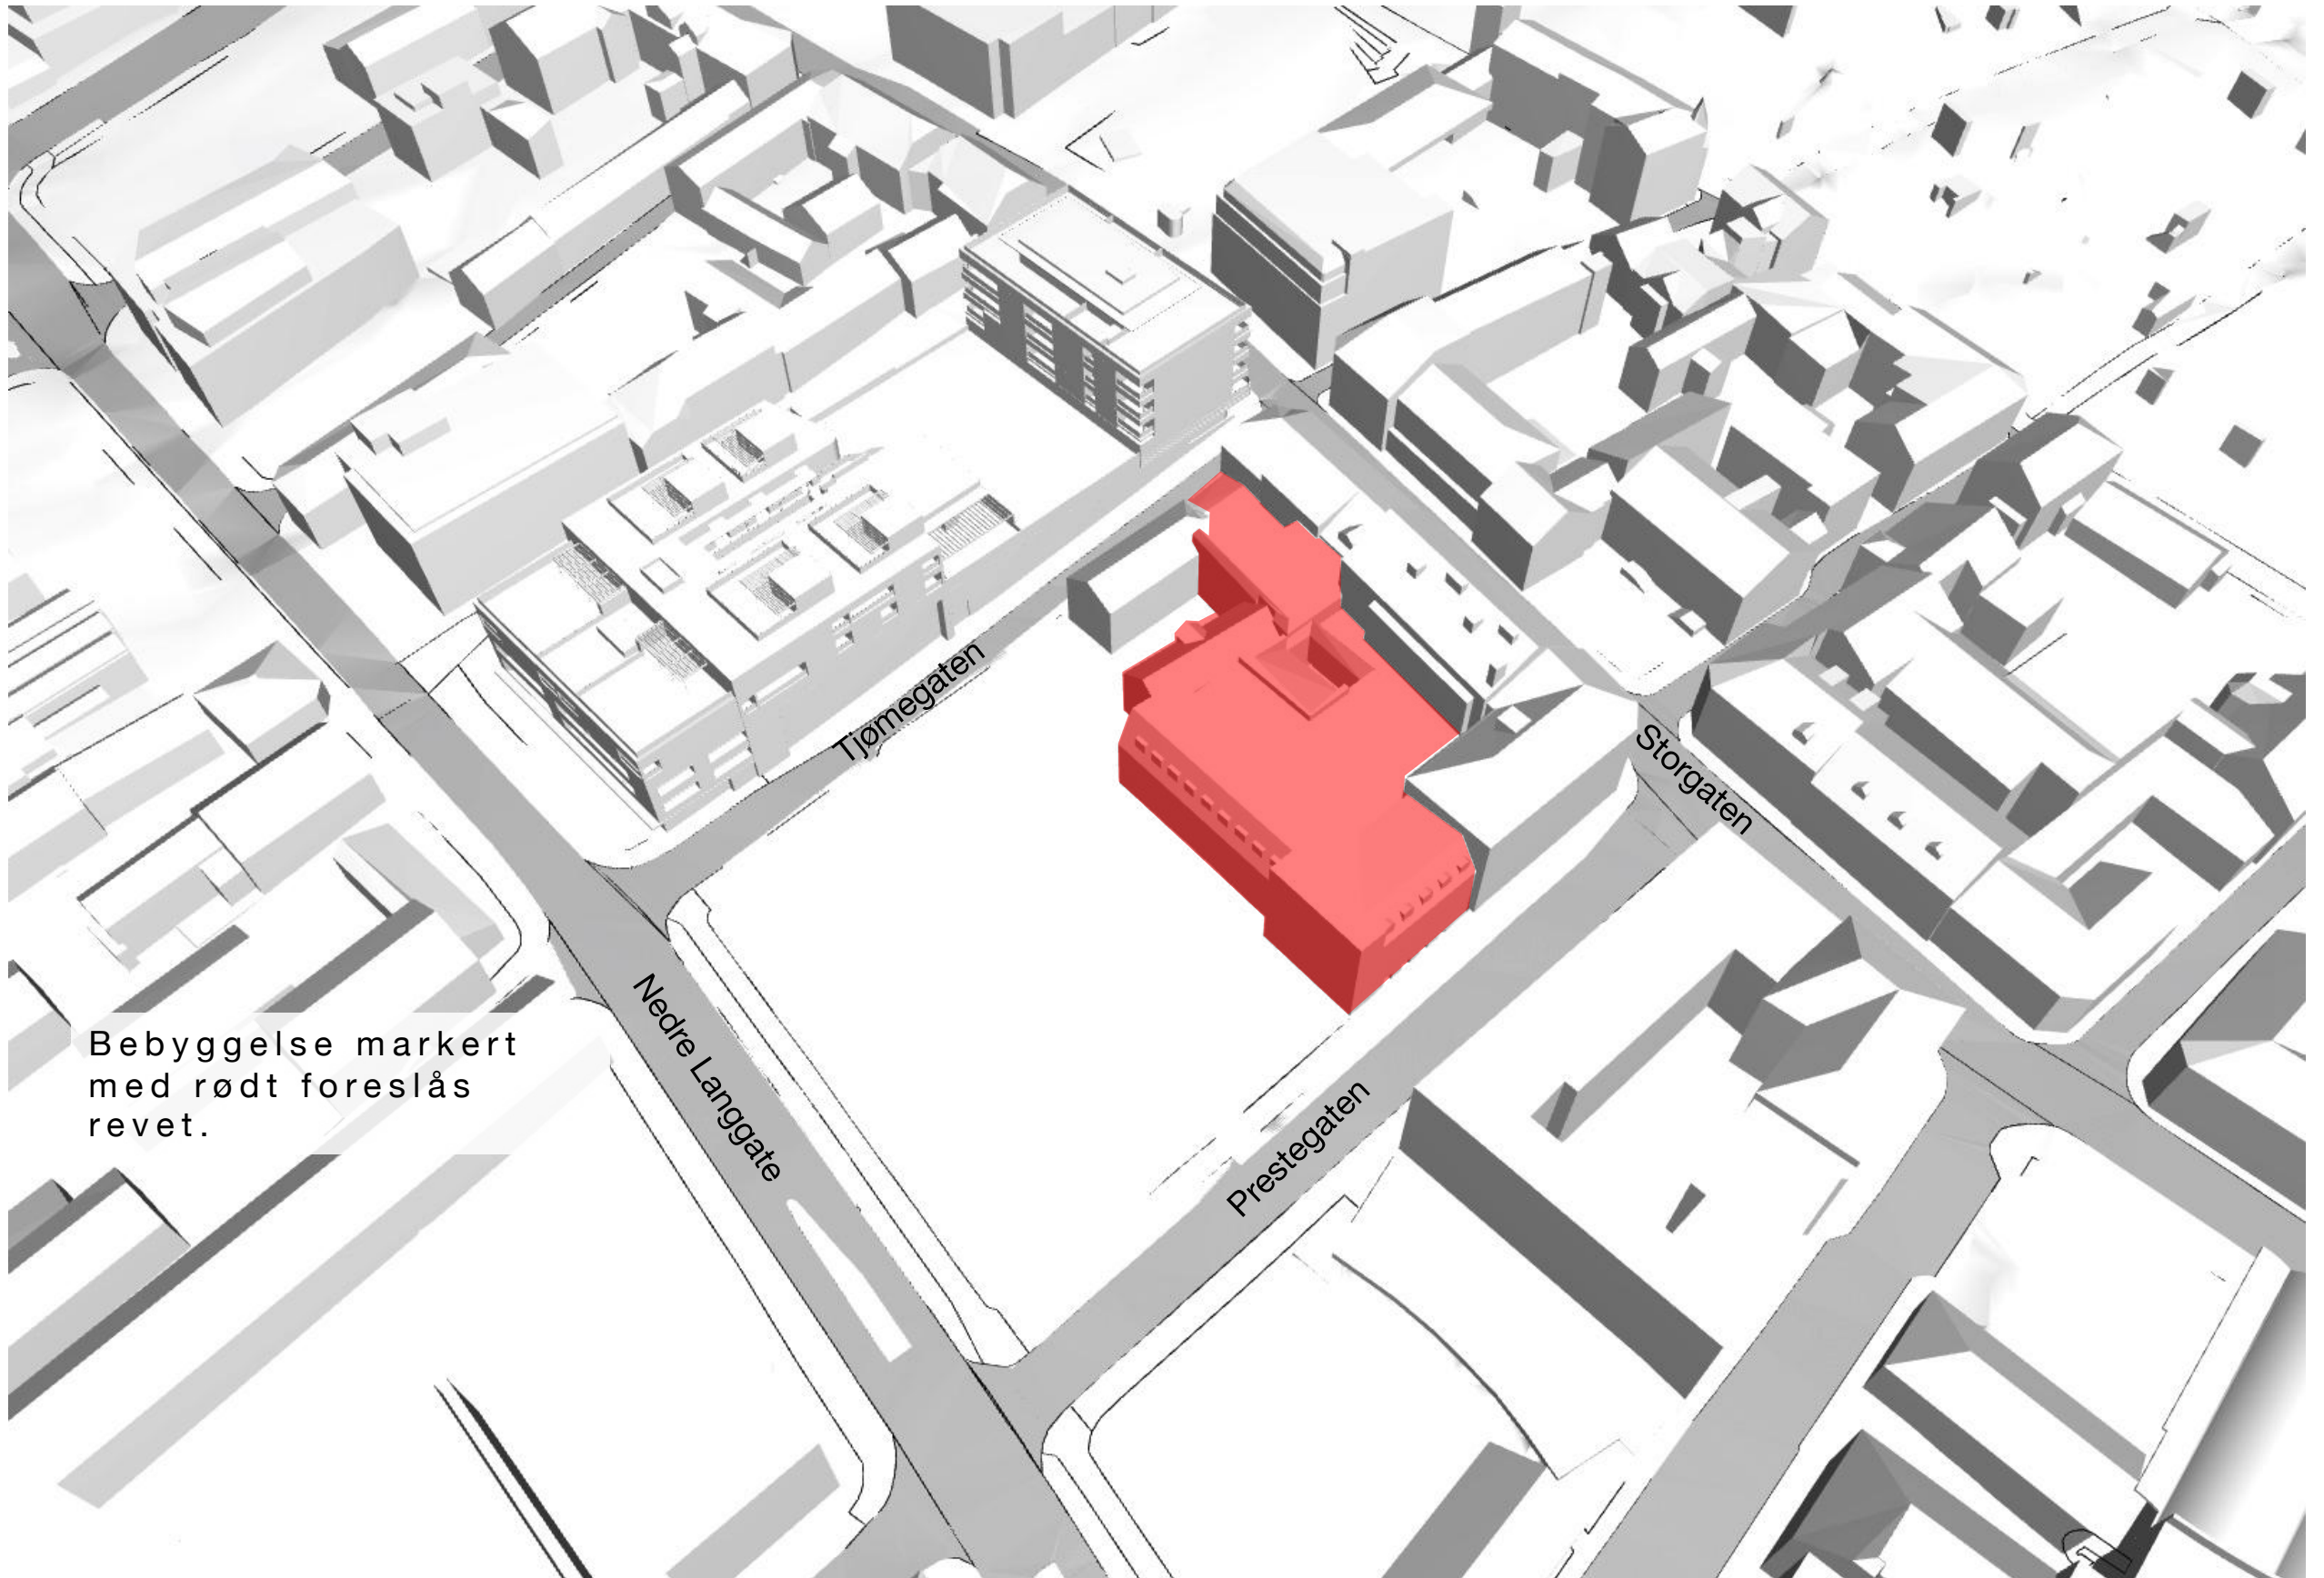 Tjømegaten
Storgaten
Nedre Langgate
Bebyggelse markert
med rødt foreslås
revet.
Prestegaten